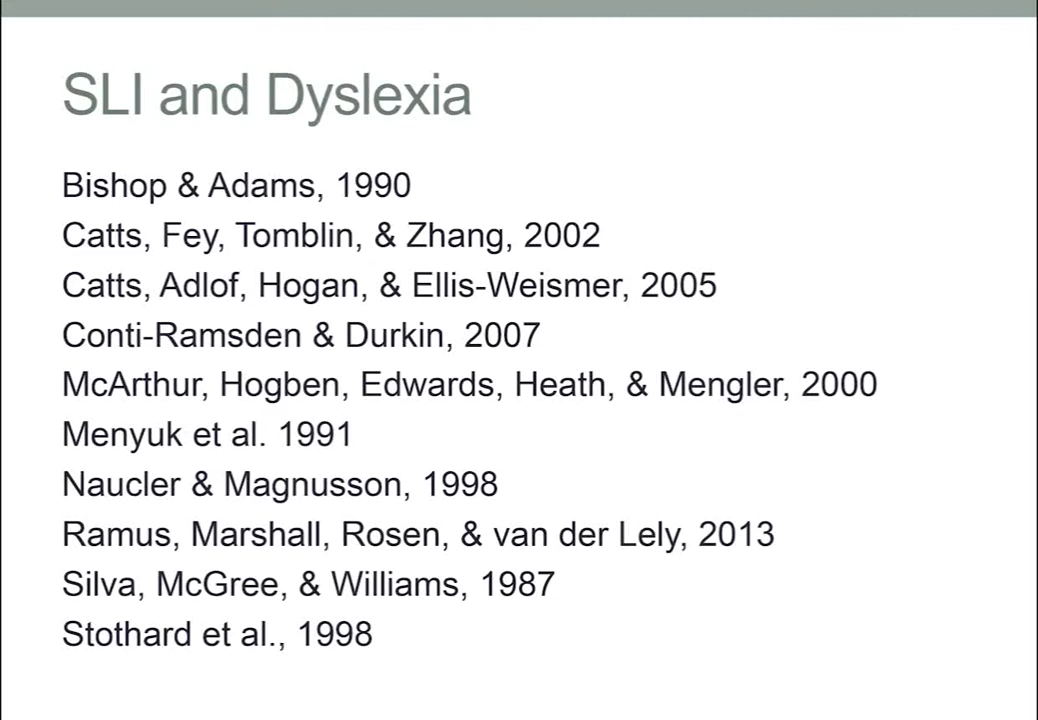 SLI and Dyslexia
Bishop & Adams, 1990
Catts, Fey, Tomblin, & Zhang, 2002
Catts, Adlof, Hogan, & Ellis-Weismer, 2005
Conti-Ramsden & Durkin, 2007
McArthur, Hogben, Edwards, Heath, & Mengler, 2000
Menyuk et al. 1991
Naucler & Magnusson, 1998
Ramus, Marshall, Rosen, & van der Lely, 2013
Silva, McGree, & Williams, 1987
Stothard et al., 1998